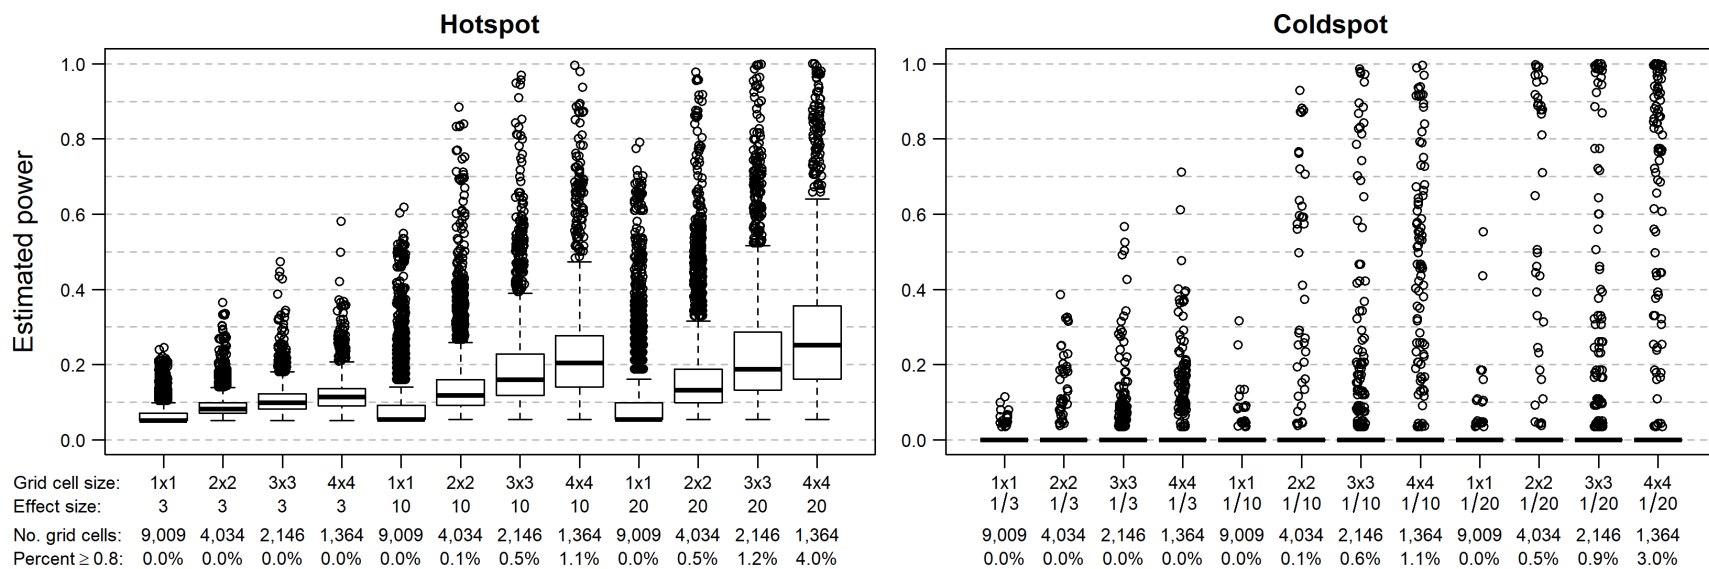 Hotspot
Coldspot
Estimated power
1.0
0.8
0.6
0.4
0.2
0.0
1.0
0.8
0.6
0.4
0.2
0.0
Grid cell size: 1x1 2x2 3x3 4x4 1x1 2x2 3x3 4x4 1x1 2x2 3x3 4x4 1x1 2x2 3x3 4x4 1x1 2x2 3x3 4x4 1x1 2x2 3x3 4x4
Effect size: 3 3 3 3 10 10 10 10 20 20 20 20 1/3 1/3 1/3 1/3 1/10 1/10 1/10 1/10 1/20 1/20 1/20 1/20
No. grid cells: 9,009 4,034 2,146 1,364 9,009 4,034 2,146 1,364 9,009 4,034 2,146 1,364 9,009 4,034 2,146 1,364 9,009 4,034 2,146 1,364 9,009 4,034 2,146 1,364
Percent ≥ 0.8: 0.0% 0.0% 0.0% 0.0% 0.0% 0.1% 0.5% 1.1% 0.0% 0.5% 1.2% 4.0% 0.0% 0.0% 0.0% 0.0% 0.0% 0.1% 0.6% 1.1% 0.0% 0.5% 0.9% 3.0%